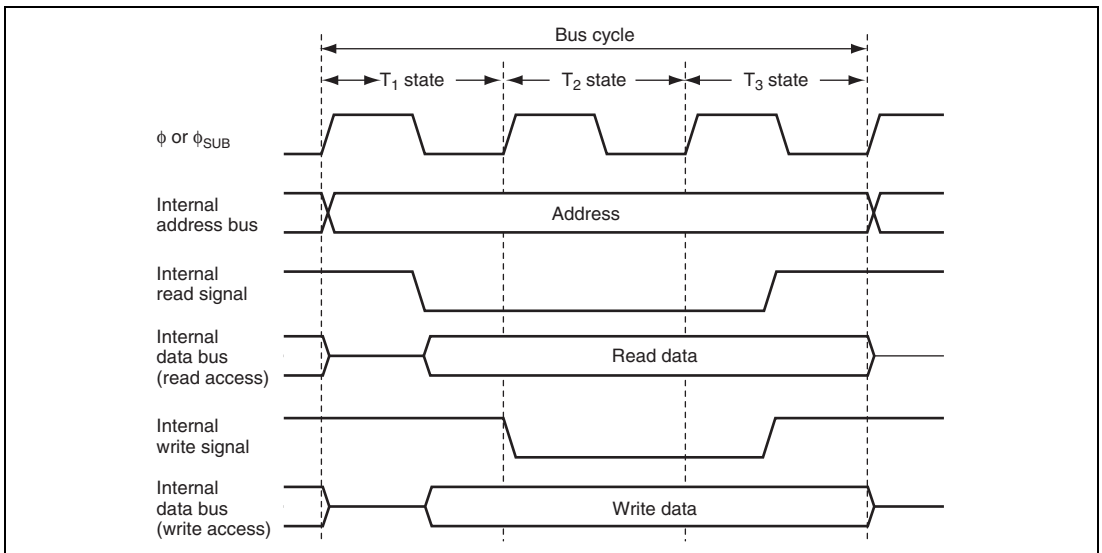 Bus cycle
T1 state
T2 state
T3 state
φ or φSUB
Internal
address bus
Address
Internal
read signal
Internal
data bus
(read access)
Read data
Internal
write signal
Internal
data bus
(write access)
Write data